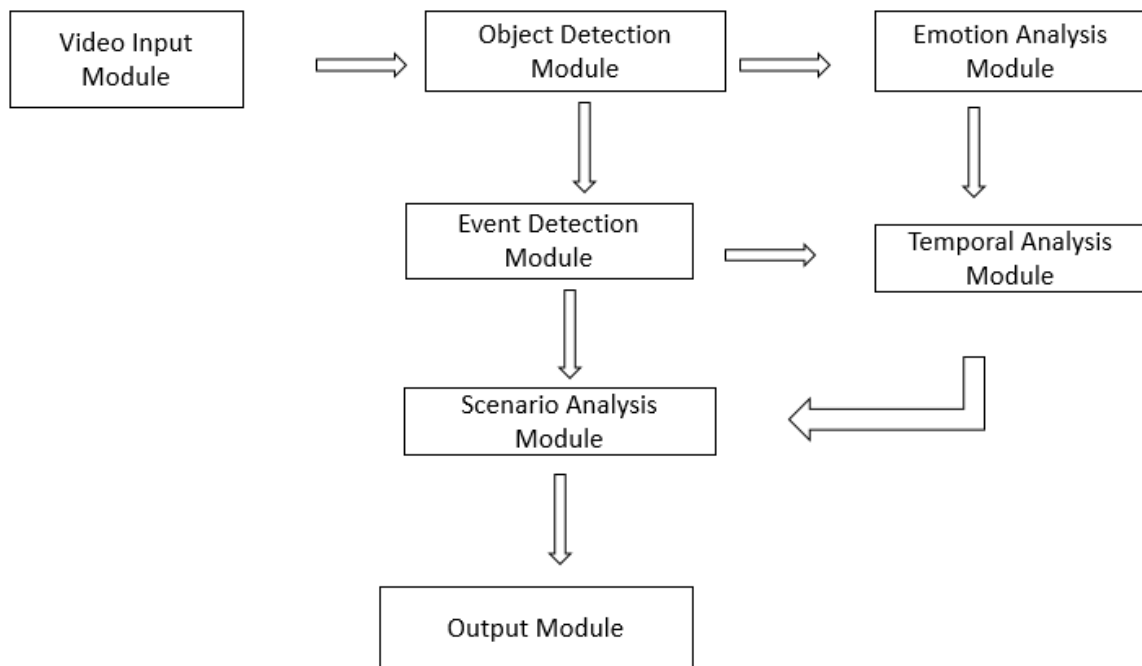 Video Input
Module
Object Detection
Module
Emotion Analysis
Module
Event Detection
Module
Temporal Analysis
Module
Scenario Analysis
Module
Output Module